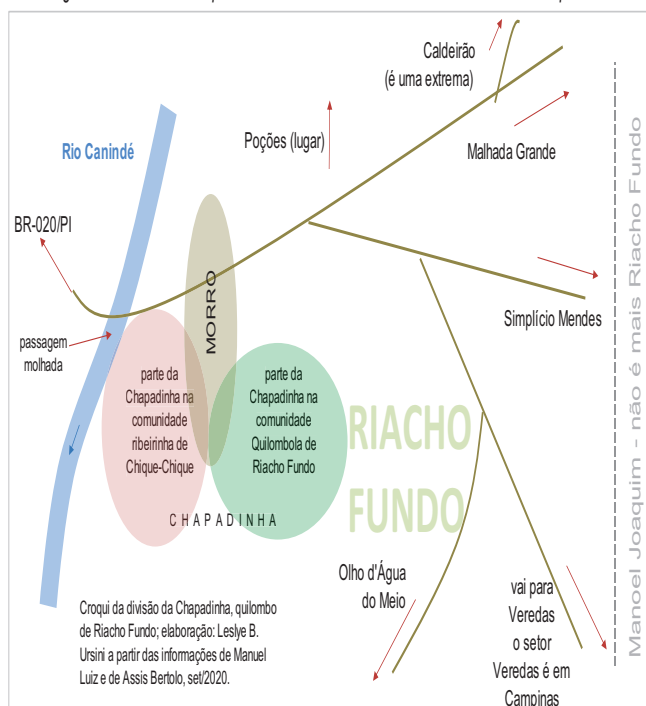 Caldeirão
(é uma extrema)
Poções (lugar)
Malhada Grande
Rio Canindé
BR-020/PI
MORRO
Simplício Mendes
passagem
molhada
parte da
Chapadinha na
comunidade
ribeirinha de
Chique-Chique
parte da
Chapadinha na
comunidade
Quilombola de
Riacho Fundo
RIACHO
FUNDO
CHAPADINHA
Olho d'Água
do Meio
vai para
Veredas
o setor
Veredas é em
Campinas
Manoel Joaquim - não é mais Riacho Fundo
Croqui da divisão da Chapadinha, quilombo
de Riacho Fundo; elaboração: Leslye B.
Ursini a partir das informações de Manuel
Luiz e de Assis Bertolo, set/2020.